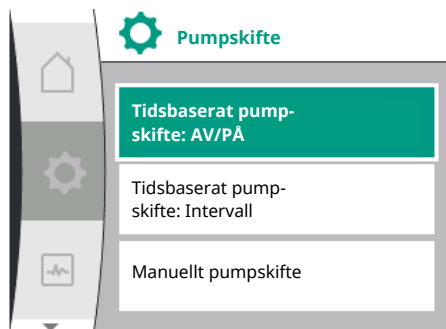 Pumpskifte
Tidsbaserat pump-
skifte: AV/PÅ
Tidsbaserat pump-
skifte: Intervall
Manuellt pumpskifte